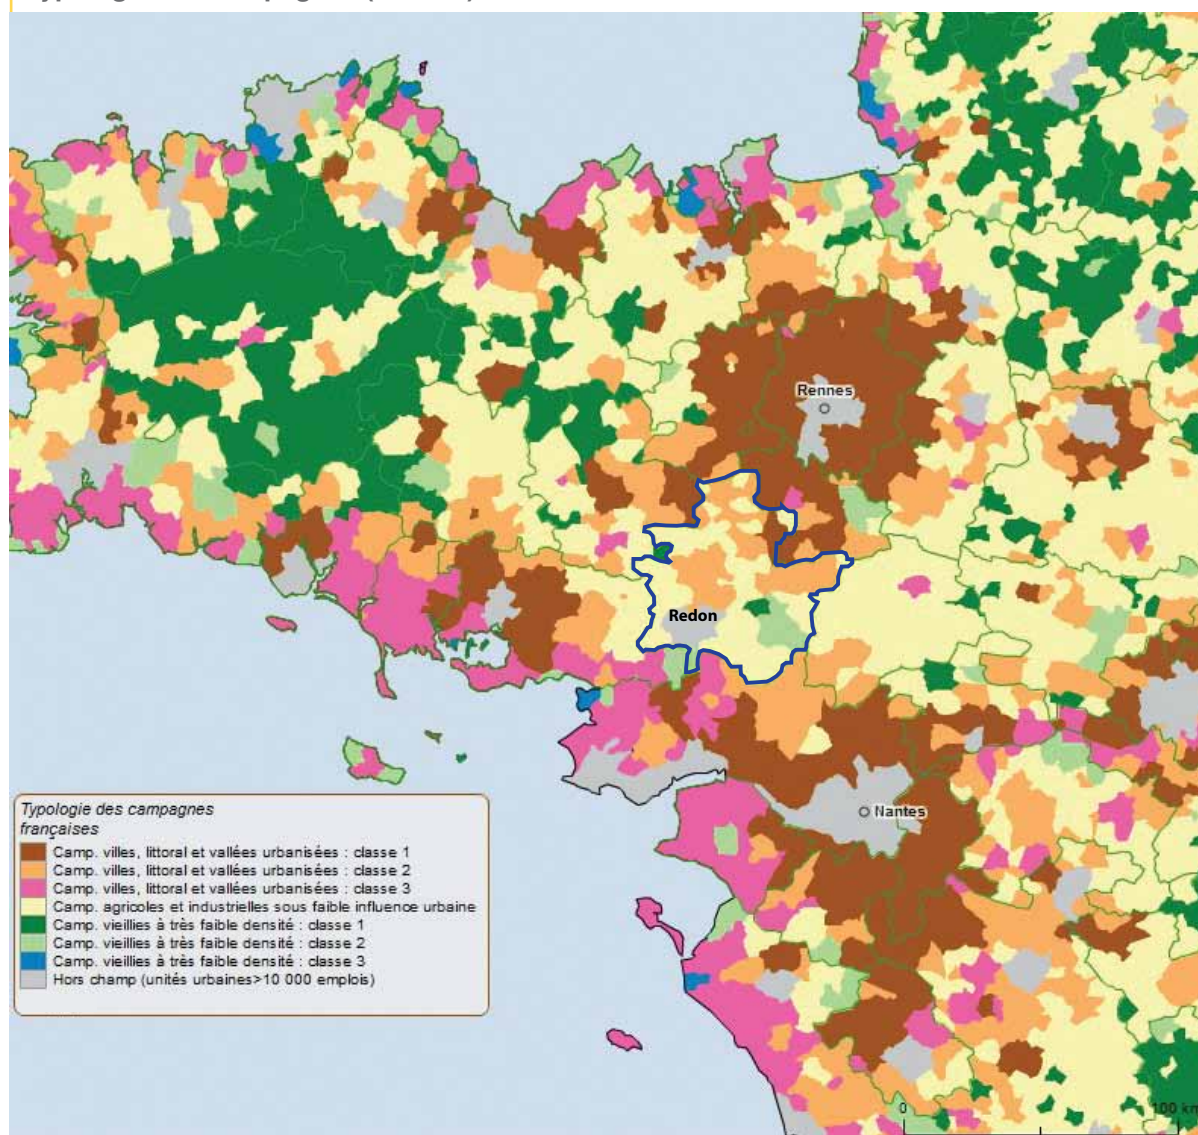 Rennes
Redon
Nantes
Typologie des campagnes
françaises
Camp. villes, littoral et vallées urbanisées : classe 1
Camp. villes, littoral et vallées urbanisées : classe 2
Camp. villes, littoral et vallées urbanisées : classe 3
Camp. agricoles et industrielles sous faible influence urbaine
Camp. vieillies à très faible densité : classe 1
Camp. vieillies à très faible densité : classe 2
Camp. vieillies à très faible densité : classe 3
Hors champ (unités urbaines>10 000 emplois)
0 100 km